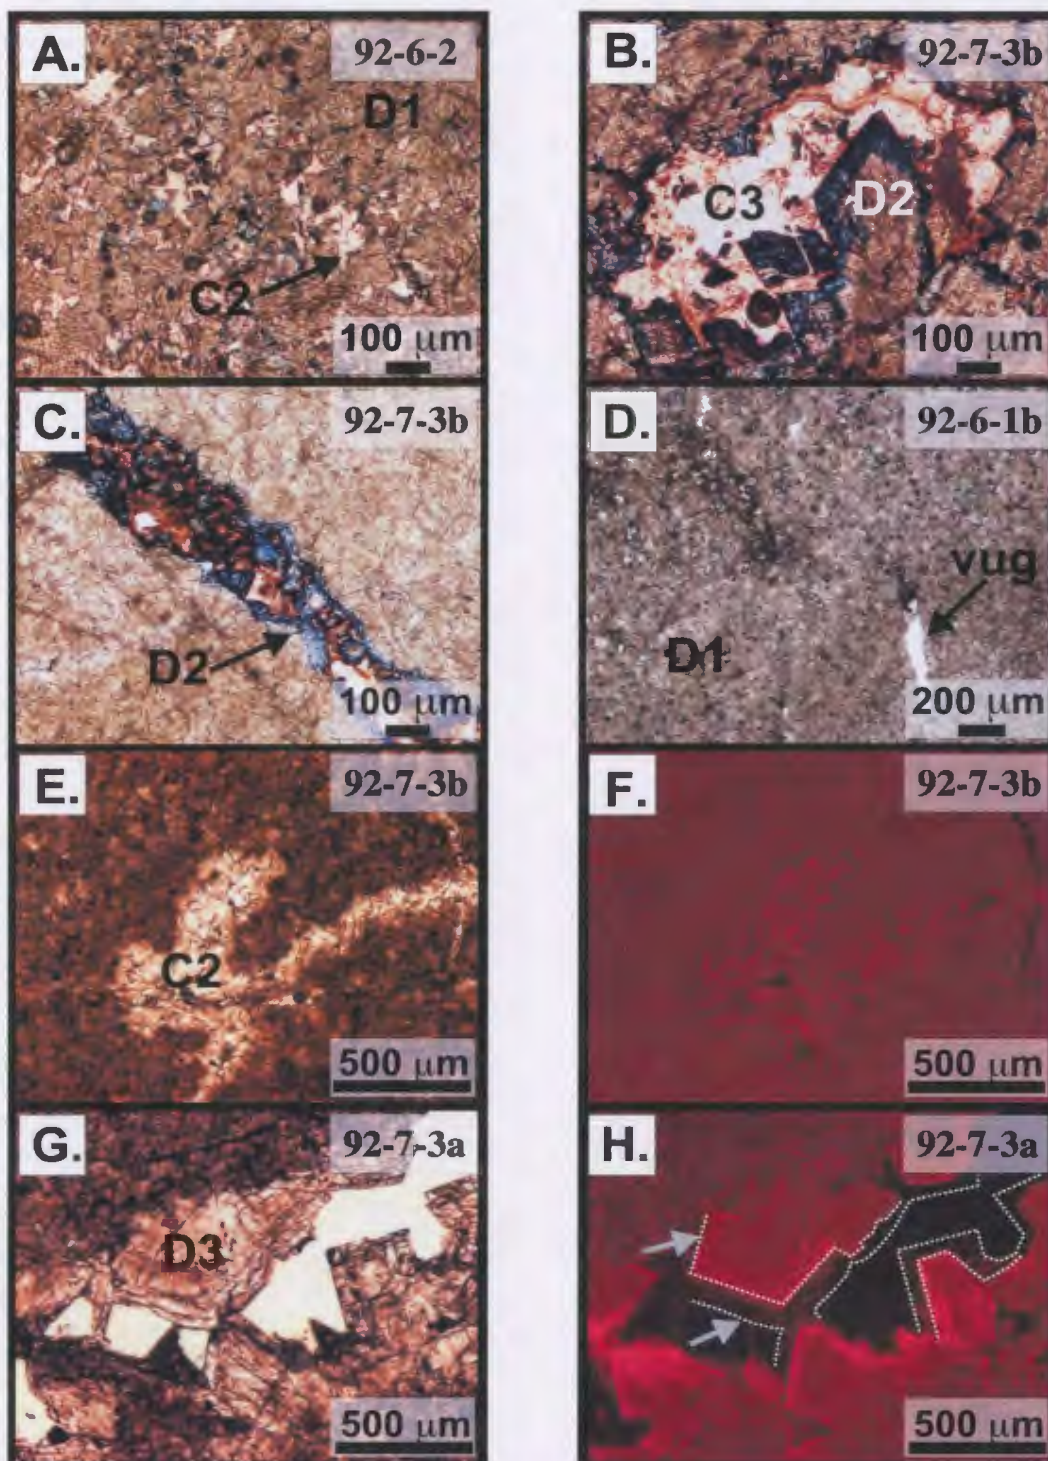 A. 92-6-2
D1
C2
100 μm
B. 92-7-3b
C3 D2
100 μm
C. 92-7-3b
D2
100 μm
D. 92-6-1b
vug
D1
200 μm
E. 92-7-3b
C2
500 μm
F. 92-7-3b
500 μm
G. 92-7-3a
D3
500 μm
H. 92-7-3a
500 μm